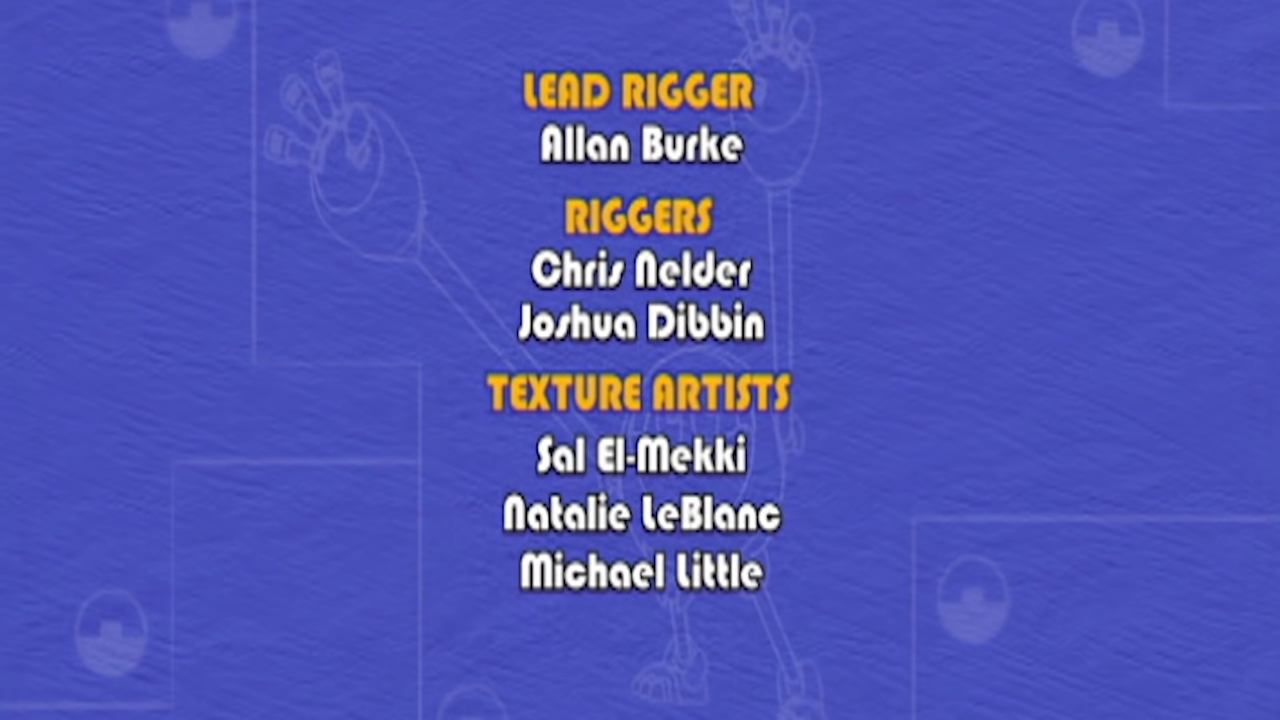 LEAD RIGGER
Allan Burke
RIGGERS
Chris Nelder
Joshua Dibbin
TEXTURE ARTISTS
Sal El-Mekki
Natalie LeBlanc
Michael Little